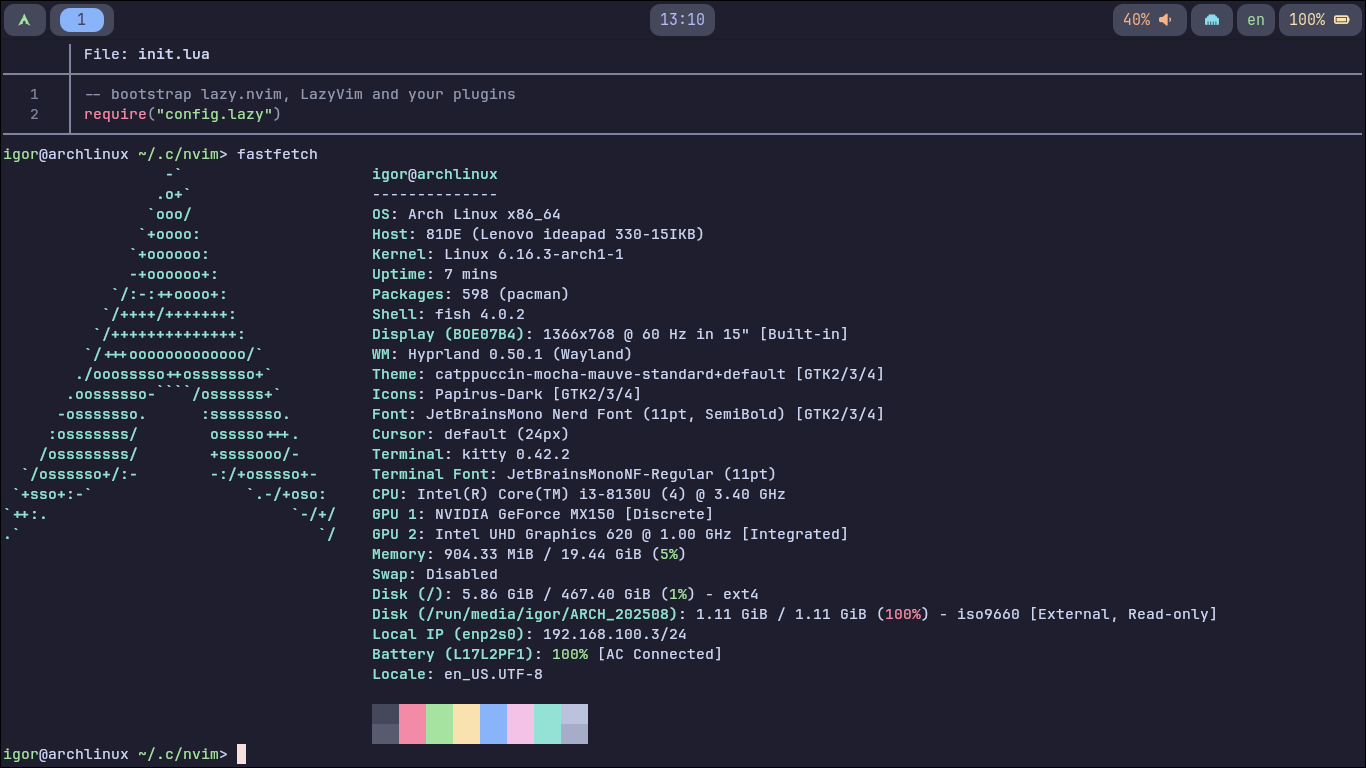 1 13:10 40% en 100%
File: init.lua
1 -- bootstrap lazy.nvim, LazyVim and your plugins
2 require("config.lazy")
igor@archlinux ~/.c/nvim> fastfetch
-` igor@archlinux
.o+` --------------
`ooo/ OS: Arch Linux x86_64
`+oooo: Host: 81DE (Lenovo ideapad 330-15IKB)
`+oooooo: Kernel: Linux 6.16.3-arch1-1
-+oooooo+: Uptime: 7 mins
`/:-:++oooo+: Packages: 598 (pacman)
`/++++/+++++++: Shell: fish 4.0.2
`/++++++++++++++: Display (BOE07B4): 1366x768 @ 60 Hz in 15" [Built-in]
`/+++ooooooooooooo/` WM: Hyprland 0.50.1 (Wayland)
./ooosssso++osssssso+` Theme: catppuccin-mocha-mauve-standard+default [GTK2/3/4]
.oossssso-````/ossssss+` Icons: Papirus-Dark [GTK2/3/4]
-osssssso. :ssssssso. Font: JetBrainsMono Nerd Font (11pt, SemiBold) [GTK2/3/4]
:osssssss/ osssso+++. Cursor: default (24px)
/ossssssss/ +ssssooo/- Terminal: kitty 0.42.2
`/ossssso+/:- -:/+osssso+- Terminal Font: JetBrainsMonoNF-Regular (11pt)
`+sso+:-` `.-/+oso: CPU: Intel(R) Core(TM) i3-8130U (4) @ 3.40 GHz
`++:. `-/+/ GPU 1: NVIDIA GeForce MX150 [Discrete]
.` `/ GPU 2: Intel UHD Graphics 620 @ 1.00 GHz [Integrated]
Memory: 904.33 MiB / 19.44 GiB (5%)
Swap: Disabled
Disk (/): 5.86 GiB / 467.40 GiB (1%) - ext4
Disk (/run/media/igor/ARCH_202508): 1.11 GiB / 1.11 GiB (100%) - iso9660 [External, Read-only]
Local IP (enp2s0): 192.168.100.3/24
Battery (L17L2PF1): 100% [AC Connected]
Locale: en_US.UTF-8
igor@archlinux ~/.c/nvim>